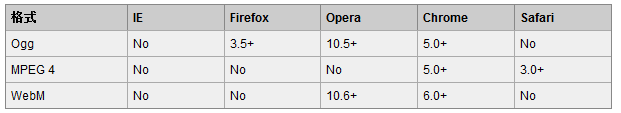 格式 IE Firefox Opera Chrome Safari
Ogg No 3.5+ 10.5+ 5.0+ No
MPEG 4 No No No 5.0+ 3.0+
WebM No No 10.6+ 6.0+ No